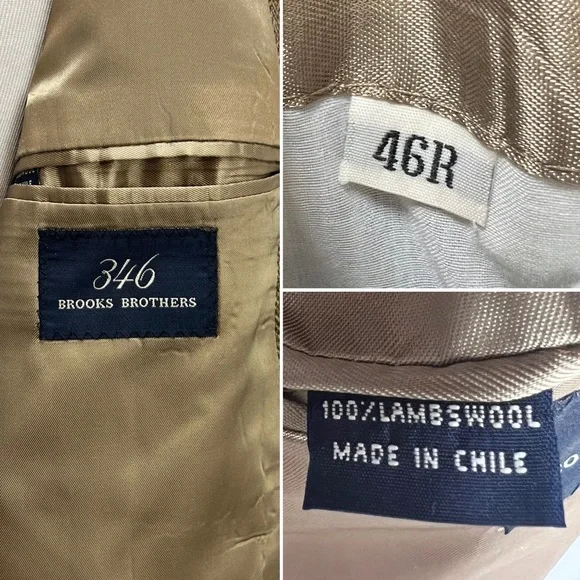 346
BROOKS BROTHERS
46R
100%LAMBSWOOL
MADE IN CHILE